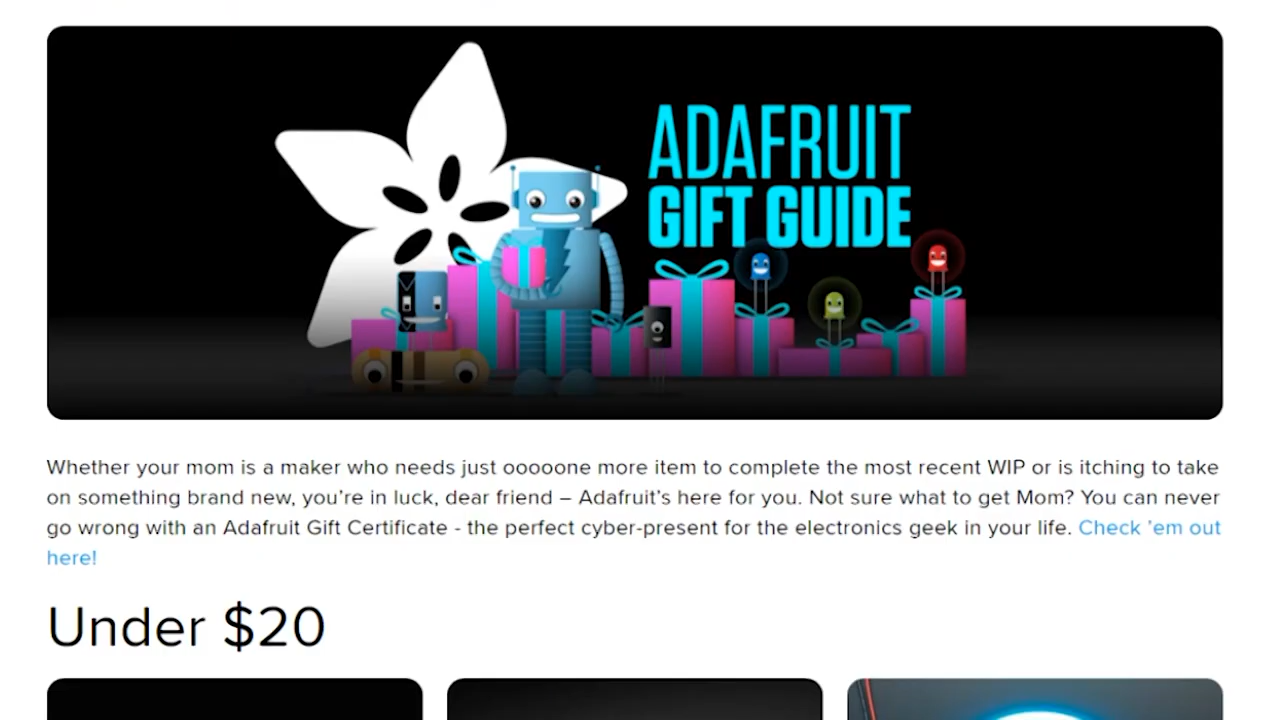 ADAFRUIT
GIFT GUIDE
Whether your mom is a maker who needs just ooooone more item to complete the most recent WIP or is itching to take
on something brand new, you’re in luck, dear friend – Adafruit’s here for you. Not sure what to get Mom? You can never
go wrong with an Adafruit Gift Certificate - the perfect cyber-present for the electronics geek in your life. Check 'em out
here!
Under $20